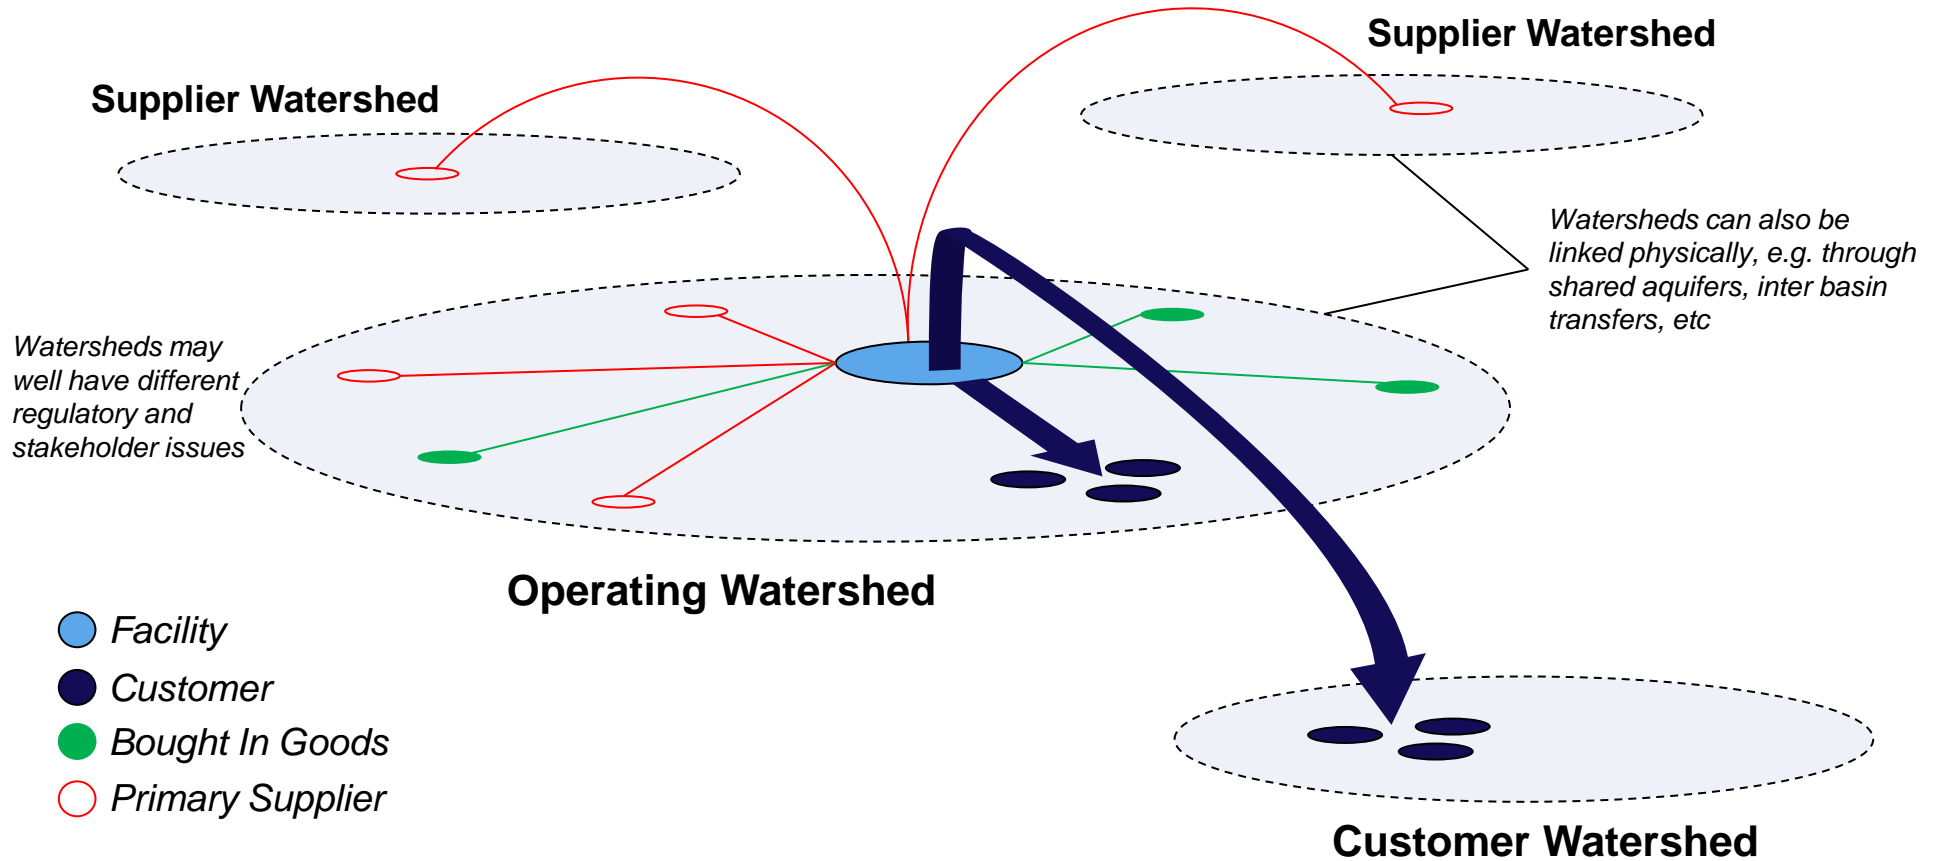 Supplier Watershed
Supplier Watershed
Watersheds can also be
linked physically, e.g. through
shared aquifers, inter basin
transfers, etc
Watersheds may
well have different
regulatory and
stakeholder issues
Operating Watershed
Facility
Customer
Bought In Goods
Primary Supplier
Customer Watershed